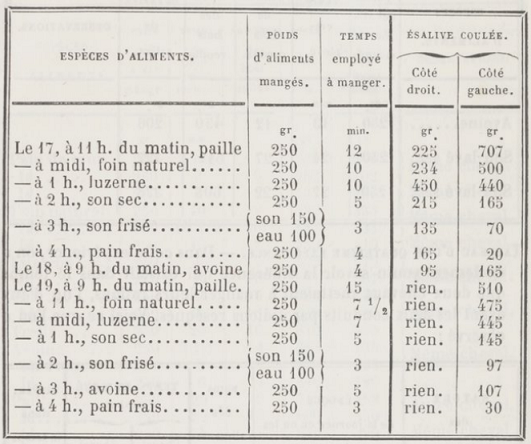 ESPÈCES D'ALIMENTS. POIDS d'aliments mangés. TEMPS employé à manger. ÉSALIVE COULÉE. Côté droit. Côté gauche.
gr. min. gr. gr.
Le 17, à 11 h. du matin, paille 250 12 225 707
— à midi, foin naturel...... 250 10 234 500
— à 1 h., luzerne.......... 250 10 450 440
— à 2 h., son sec.......... 250 5 215 165
— à 3 h., son frisé......... { son 150 eau 100 } 3 135 70
— à 4 h., pain frais........ 250 4 165 20
Le 18, à 9 h. du matin, avoine 250 4 95 165
Le 19, à 9 h. du matin, paille. 250 15 rien. 510
— à 11 h., foin naturel.... 250 7 1/2 rien. 475
— à midi, luzerne......... 250 7 rien. 445
— à 1 h., son sec.......... 250 5 rien. 145
— à 2 h., son frisé......... { son 150 eau 100 } 3 rien. 97
— à 3 h., avoine........... 250 5 rien. 107
— à 4 h., pain frais........ 250 3 rien. 30